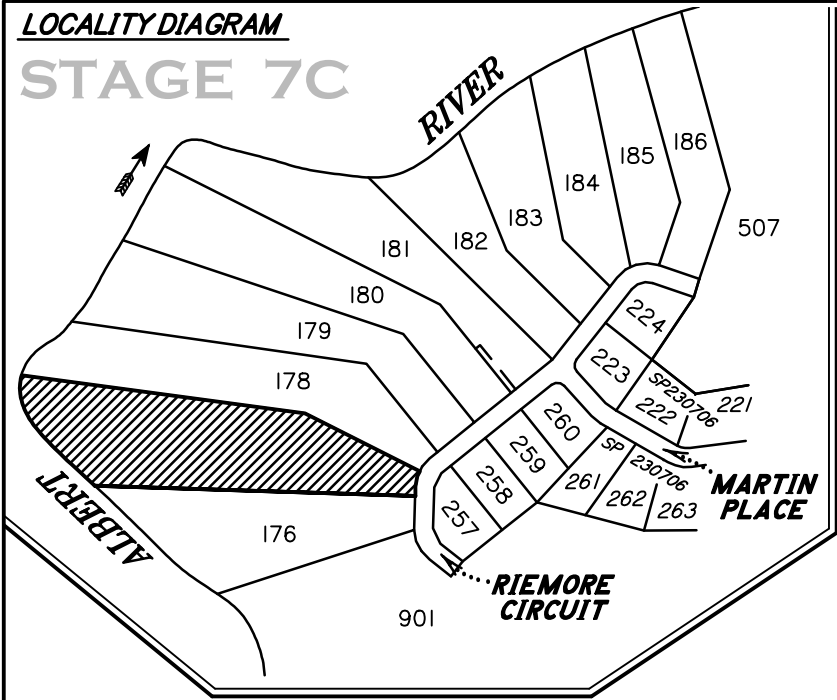 LOCALITY DIAGRAM
STAGE 7C
RIVER
186
185
184
183
182
181
180
179
178
507
224
223
SP230706
222
221
260
259
258
257
SP 230706
261
262
263
MARTIN
PLACE
ALBERT
176
RIEMORE
CIRCUIT
901